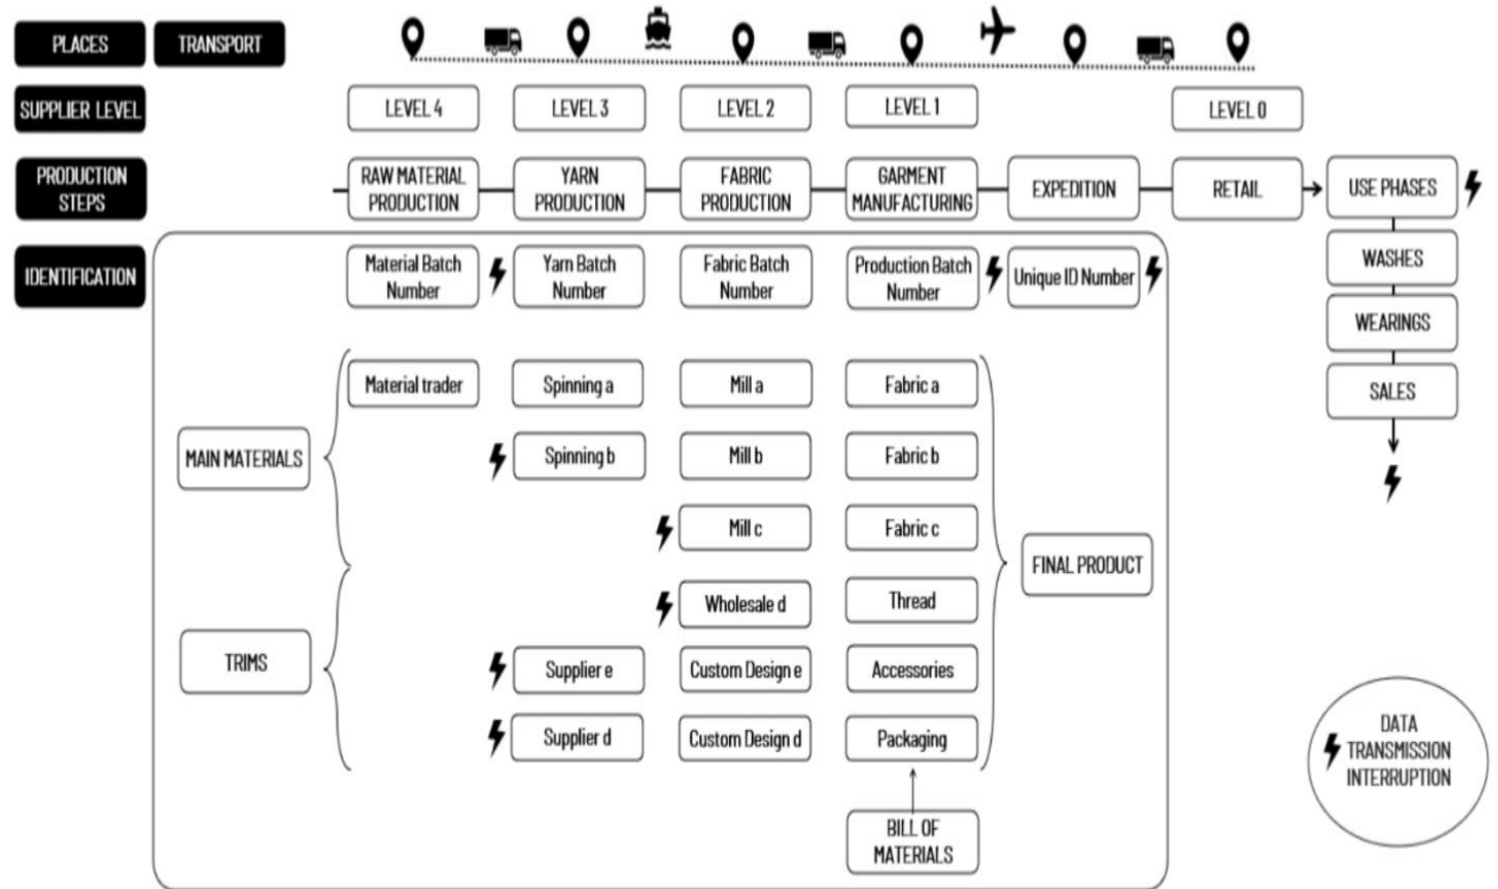 PLACES
TRANSPORT
SUPPLIER LEVEL
LEVEL 4
LEVEL 3
LEVEL 2
LEVEL 1
LEVEL 0
PRODUCTION
STEPS
RAW MATERIAL
PRODUCTION
YARN
PRODUCTION
FABRIC
PRODUCTION
GARMENT
MANUFACTURING
EXPEDITION
RETAIL
USE PHASES
WASHES
WEARINGS
SALES
IDENTIFICATION
Material Batch
Number
Yarn Batch
Number
Fabric Batch
Number
Production Batch
Number
Unique ID Number
MAIN MATERIALS
Material trader
Spinning a
Mill a
Fabric a
Spinning b
Mill b
Fabric b
Mill c
Fabric c
FINAL PRODUCT
TRIMS
Wholesale d
Thread
Supplier e
Custom Design e
Accessories
Supplier d
Custom Design d
Packaging
BILL OF
MATERIALS
DATA
TRANSMISSION
INTERRUPTION